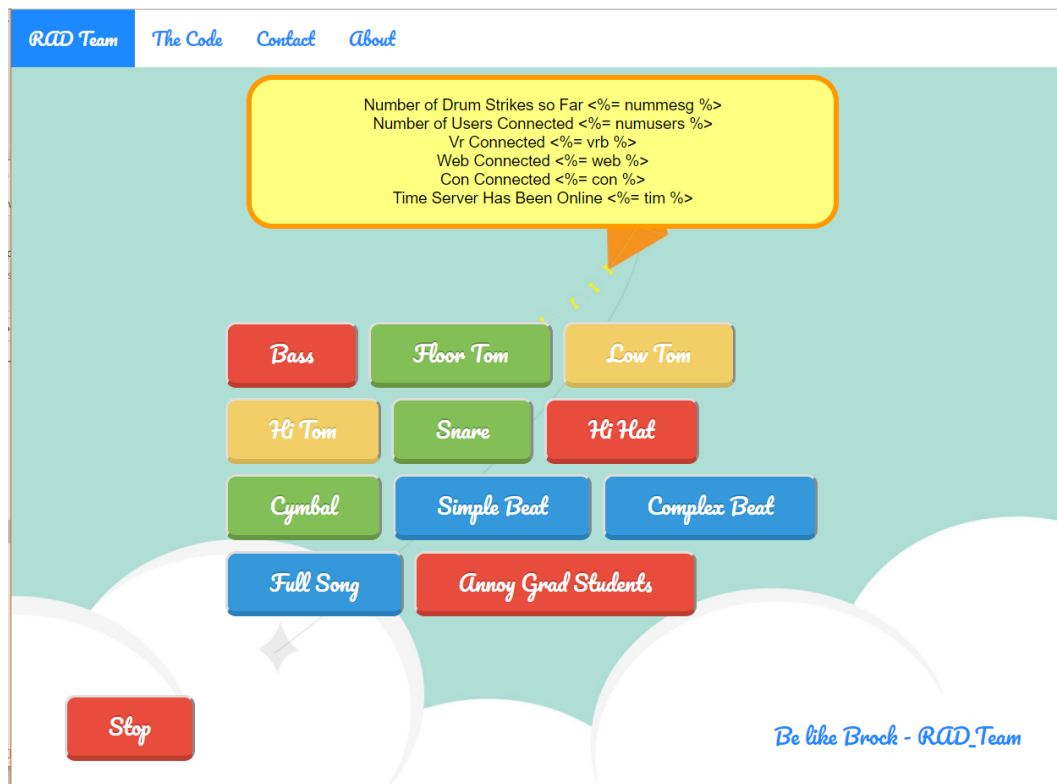 RAD Team The Code Contact About
Number of Drum Strikes so Far <%= nummesg %>
Number of Users Connected <%= numusers %>
Vr Connected <%= vrb %>
Web Connected <%= web %>
Con Connected <%= con %>
Time Server Has Been Online <%= tim %>
Bass Floor Tom Low Tom
Hi Tom Snare Hi Hat
Cymbal Simple Beat Complex Beat
Full Song Annoy Grad Students
Stop
Be like Brock - RAD_Team